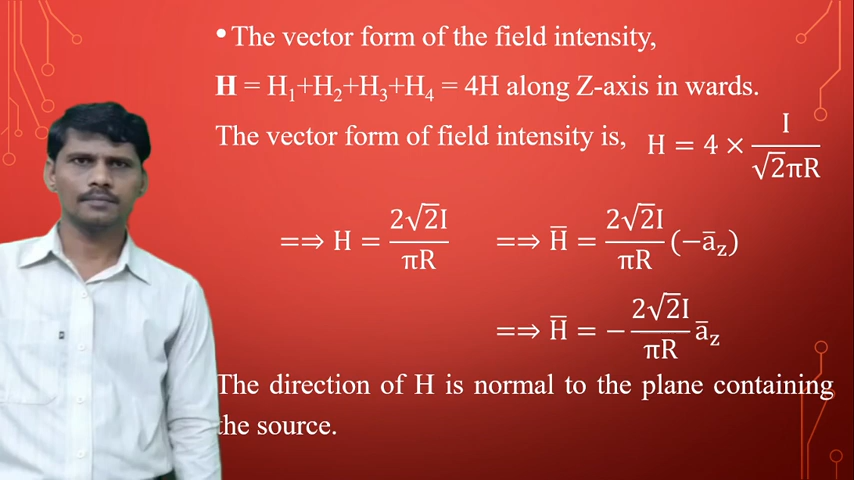 • The vector form of the field intensity,
H = H₁+H₂+H₃+H₄ = 4H along Z-axis in wards.
The vector form of field intensity is, H = 4 × I/√2πR
⟹ H = 2√2I/πR ⟹ H̅ = 2√2I/πR (−a̅z)
⟹ H̅ = − 2√2I/πR a̅z
The direction of H is normal to the plane containing
the source.